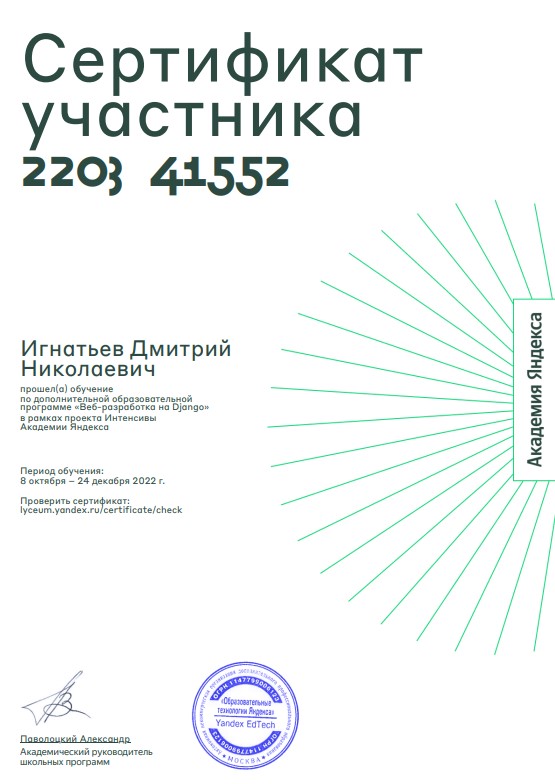 Сертификат
участника
2203 41552
Академия Яндекса
Игнатьев Дмитрий
Николаевич
прошел(а) обучение
по дополнительной образовательной
программе «Веб-разработка на Django»
в рамках проекта Интенсивы
Академии Яндекса
Период обучения:
8 октября – 24 декабря 2022 г.
Проверить сертификат:
lyceum.yandex.ru/certificate/check
Паволоцкий Александр
Академический руководитель
школьных программ
«Образовательные
технологии Яндекса»
Yandex EdTech
МОСКВА